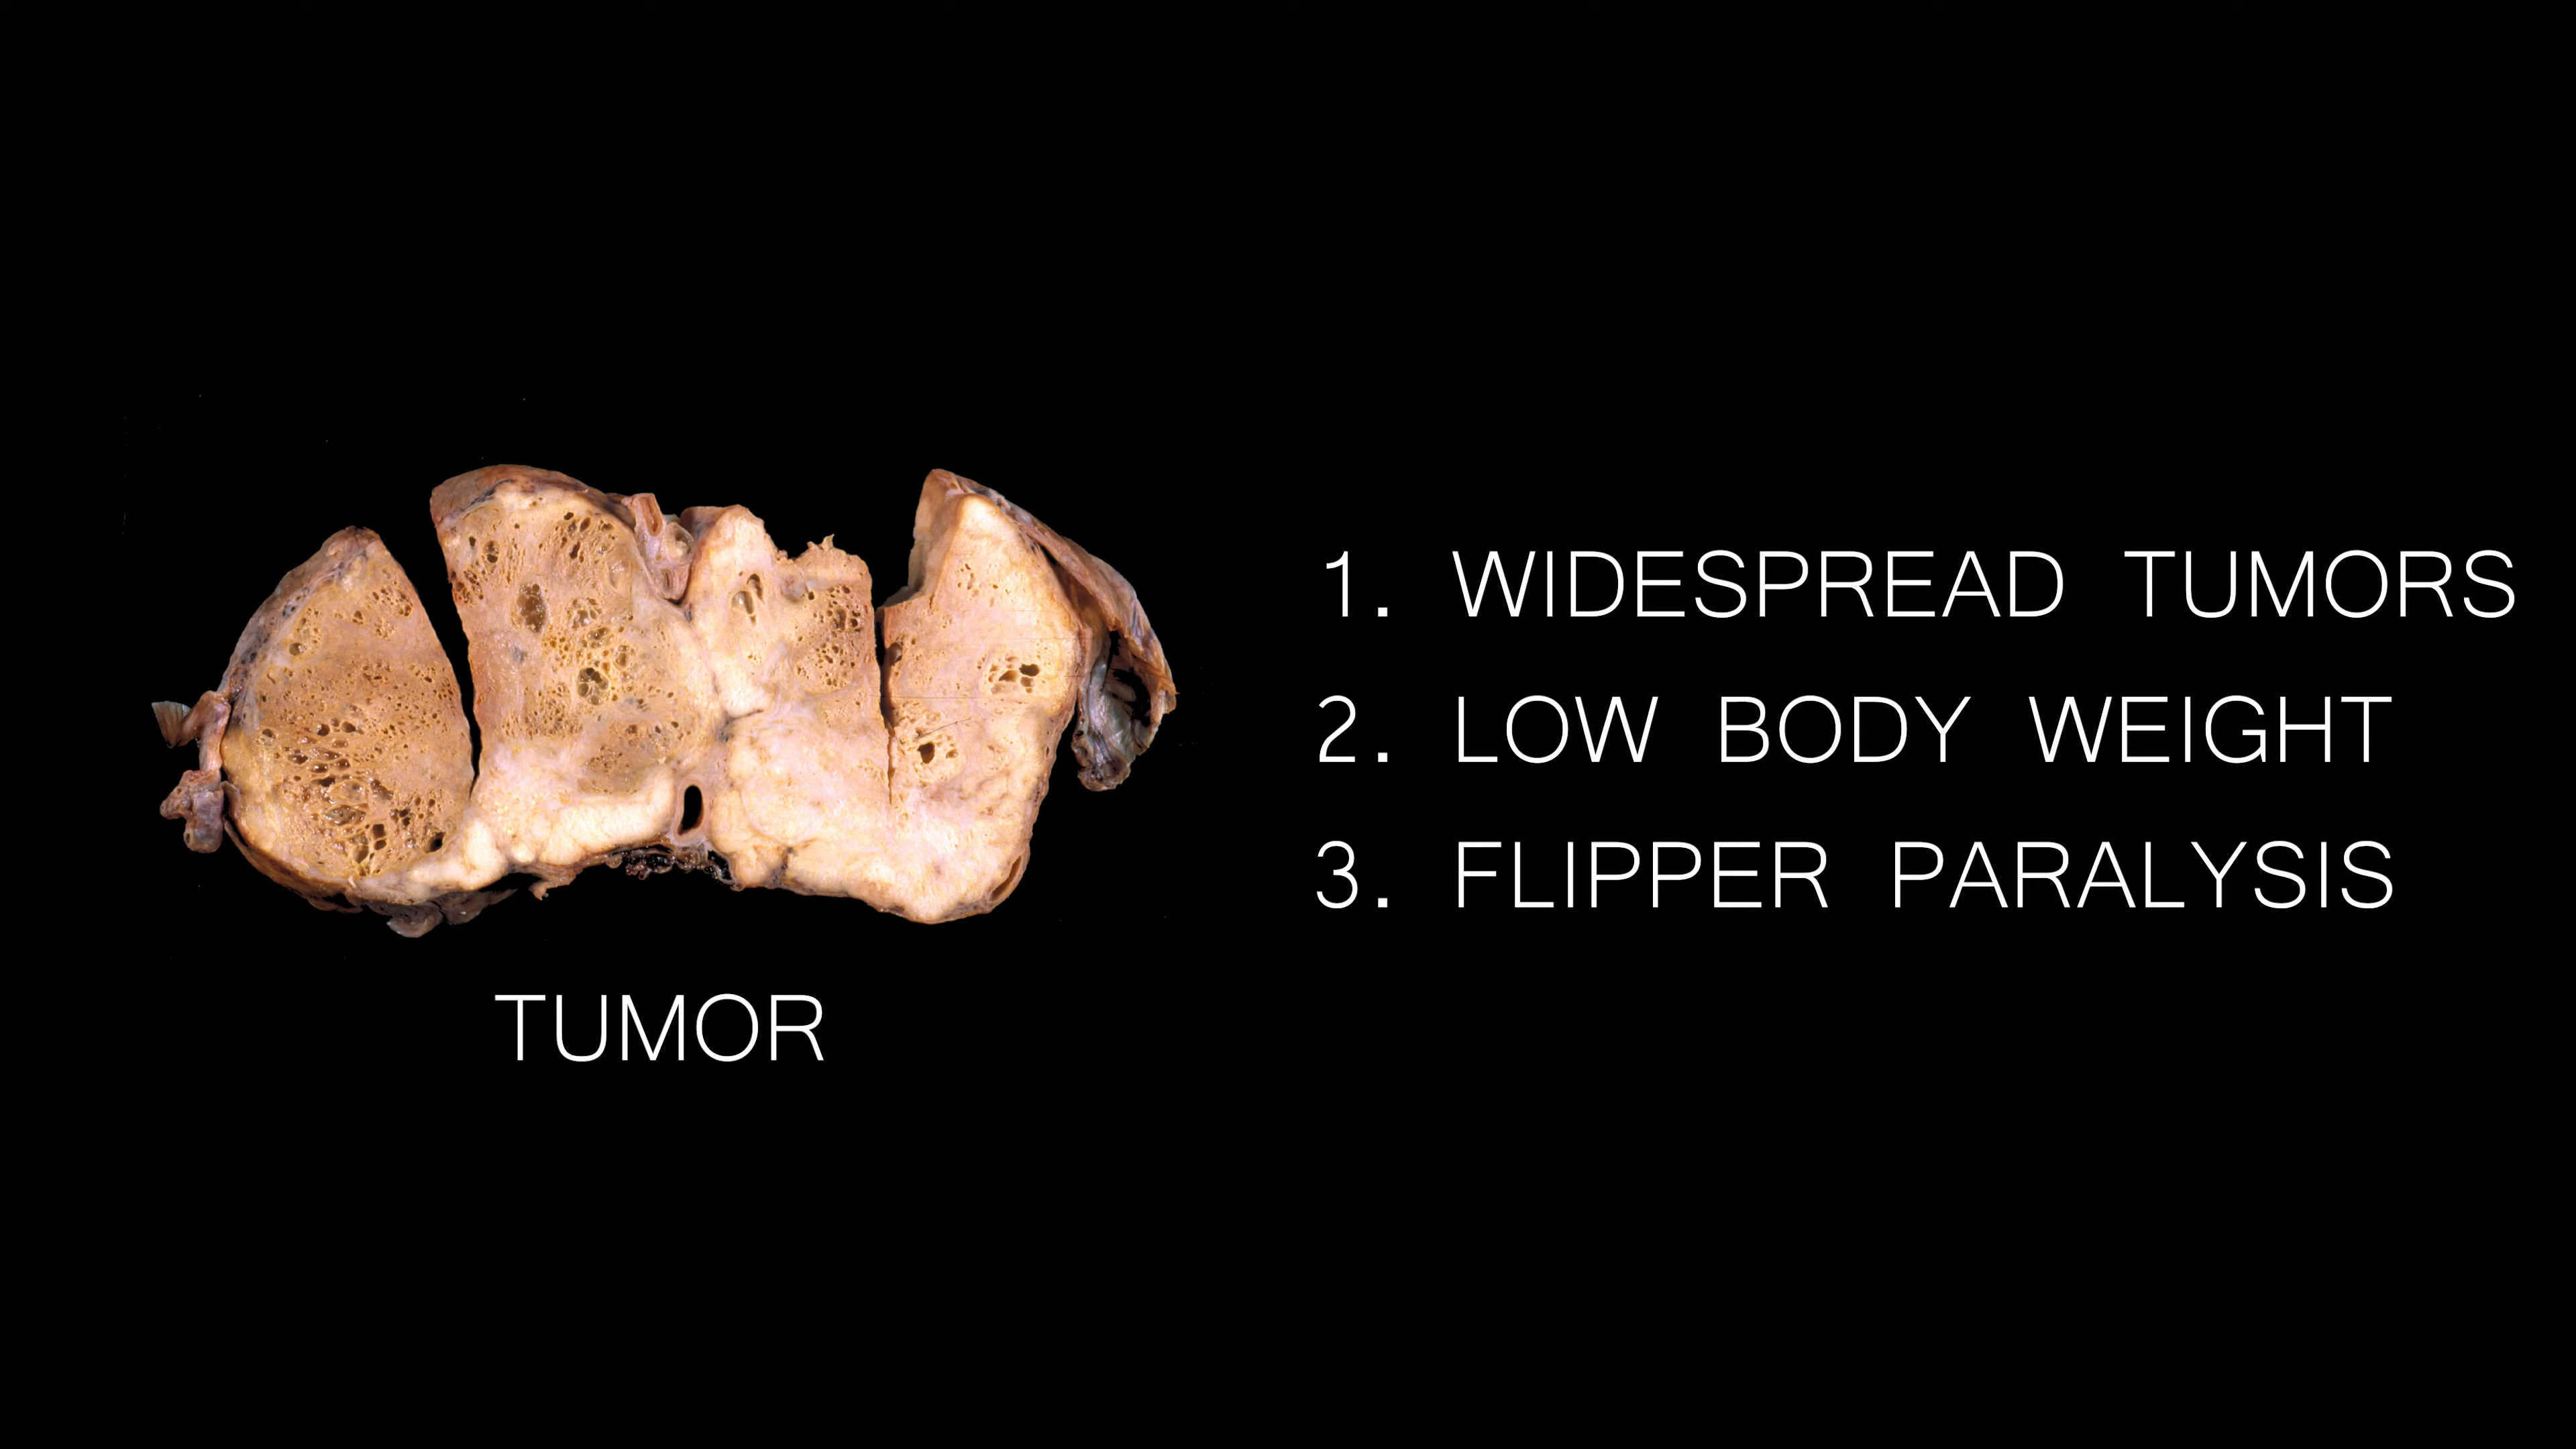 1. WIDESPREAD TUMORS
2. LOW BODY WEIGHT
3. FLIPPER PARALYSIS
TUMOR